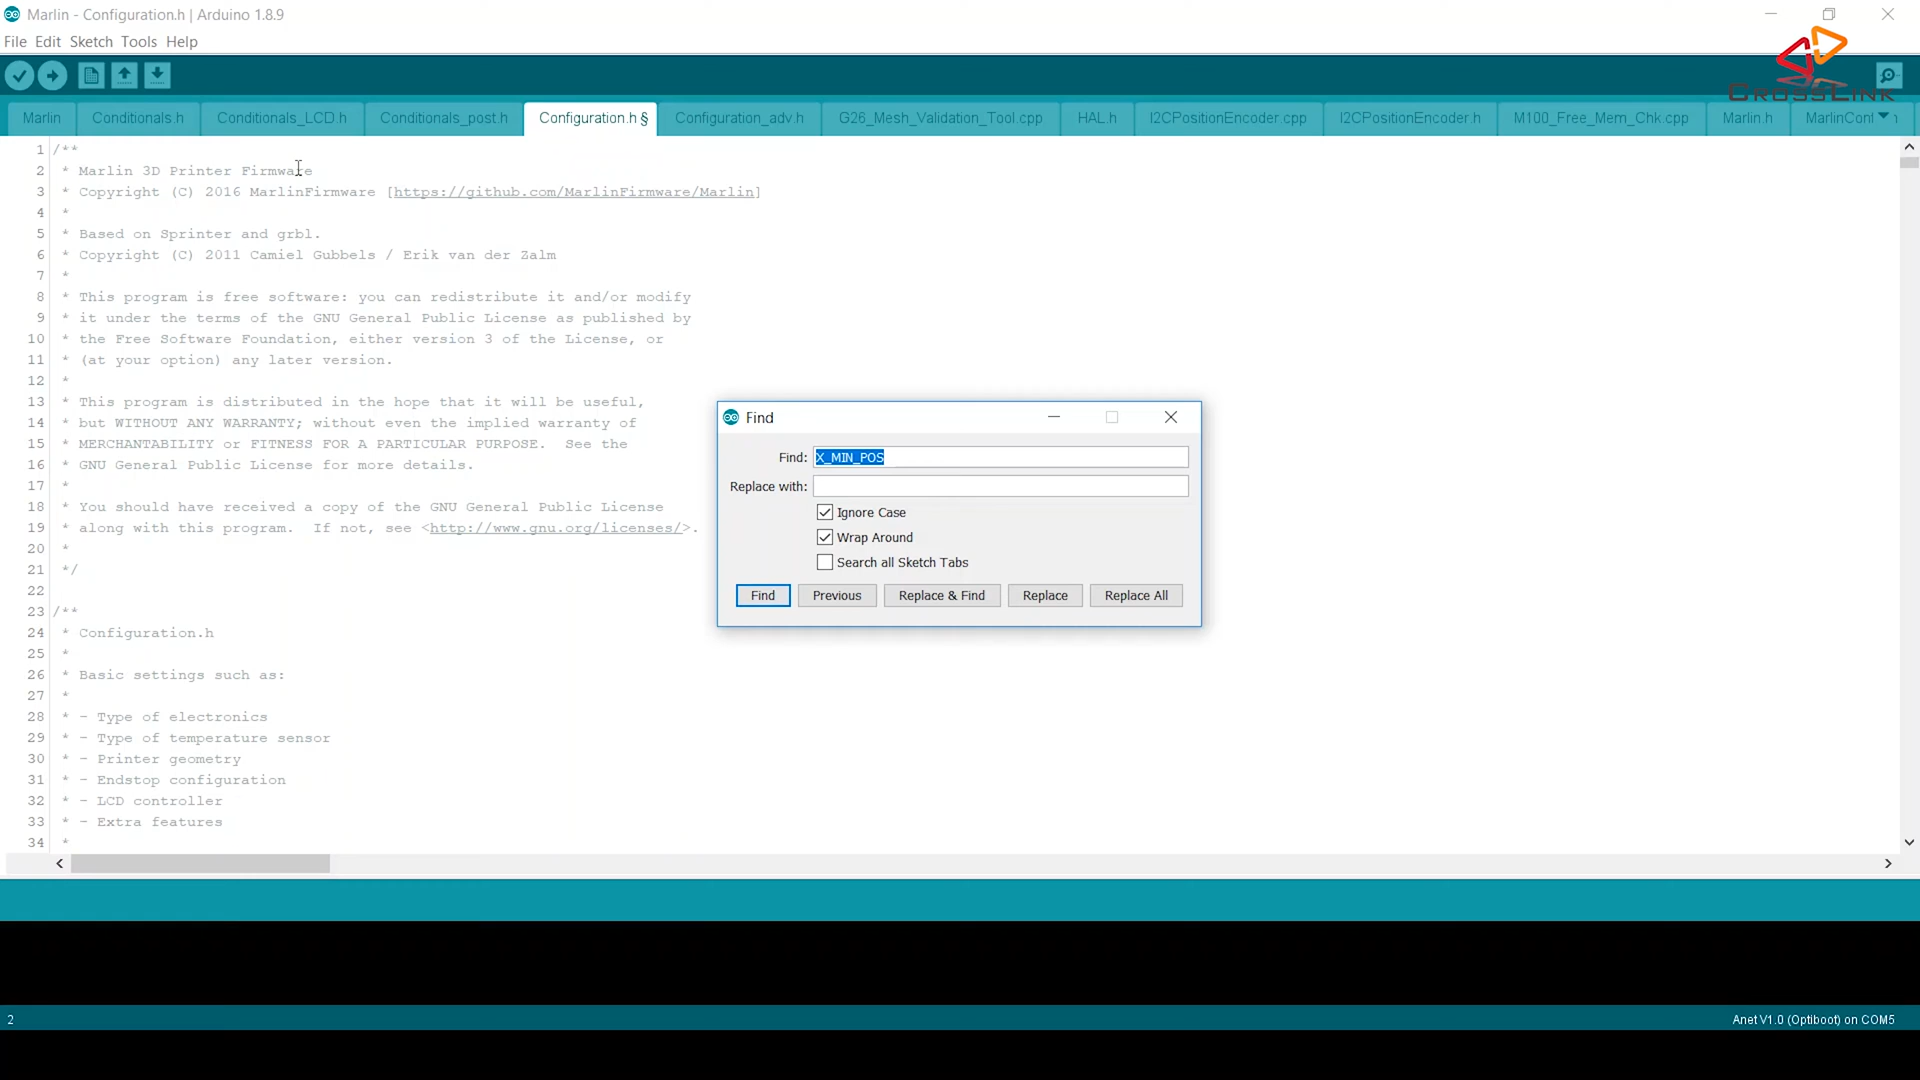 Marlin - Configuration.h | Arduino 1.8.9
File Edit Sketch Tools Help
CROSSLINK
Marlin Conditionals.h Conditionals_LCD.h Conditionals_post.h Configuration.h § Configuration_adv.h G26_Mesh_Validation_Tool.cpp HAL.h I2CPositionEncoder.cpp I2CPositionEncoder.h M100_Free_Mem_Chk.cpp Marlin.h MarlinConf
1 /**
2 * Marlin 3D Printer Firmware
3 * Copyright (C) 2016 MarlinFirmware [https://github.com/MarlinFirmware/Marlin]
4 *
5 * Based on Sprinter and grbl.
6 * Copyright (C) 2011 Camiel Gubbels / Erik van der Zalm
7 *
8 * This program is free software: you can redistribute it and/or modify
9 * it under the terms of the GNU General Public License as published by
10 * the Free Software Foundation, either version 3 of the License, or
11 * (at your option) any later version.
12 *
13 * This program is distributed in the hope that it will be useful,
14 * but WITHOUT ANY WARRANTY; without even the implied warranty of
15 * MERCHANTABILITY or FITNESS FOR A PARTICULAR PURPOSE.  See the
16 * GNU General Public License for more details.
17 *
18 * You should have received a copy of the GNU General Public License
19 * along with this program.  If not, see <http://www.gnu.org/licenses/>.
20 *
21 */
22
23 /**
24 * Configuration.h
25 *
26 * Basic settings such as:
27 *
28 * - Type of electronics
29 * - Type of temperature sensor
30 * - Printer geometry
31 * - Endstop configuration
32 * - LCD controller
33 * - Extra features
34 *
Find
Find: X_MIN_POS
Replace with:
Ignore Case
Wrap Around
Search all Sketch Tabs
Find Previous Replace & Find Replace Replace All
2 Anet V1.0 (Optiboot) on COM5